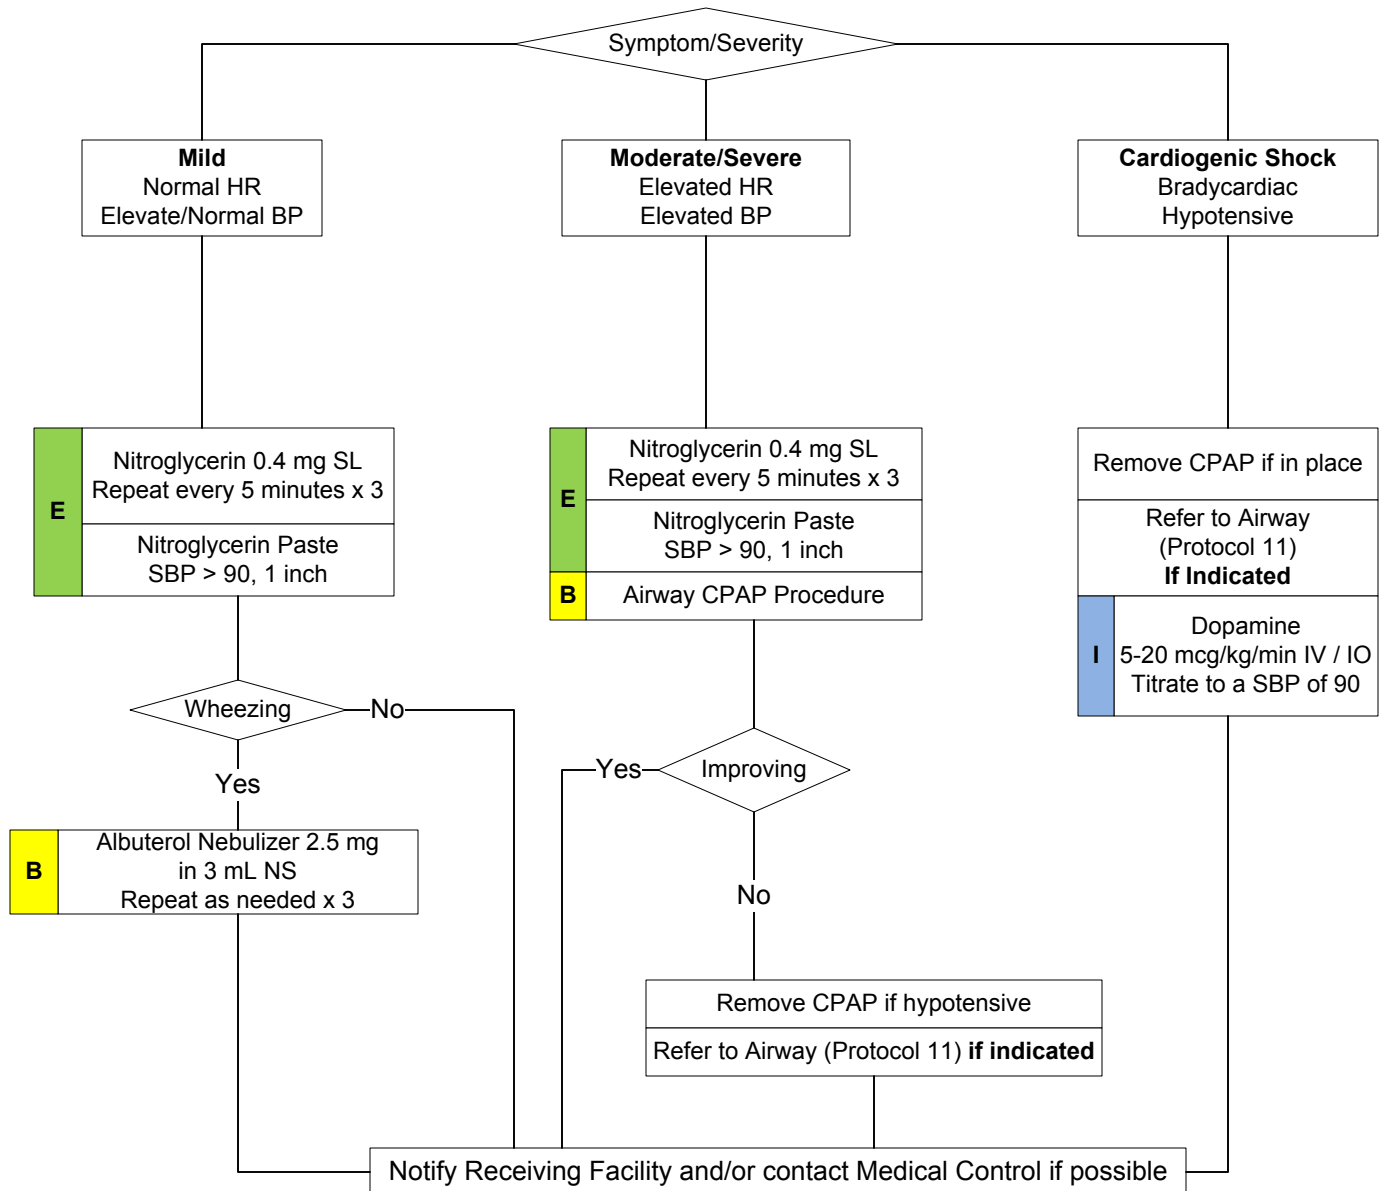 Symptom/Severity
Mild
Normal HR
Elevate/Normal BP
Moderate/Severe
Elevated HR
Elevated BP
Cardiogenic Shock
Bradycardiac
Hypotensive
E
Nitroglycerin 0.4 mg SL
Repeat every 5 minutes x 3
Nitroglycerin Paste
SBP > 90, 1 inch
E
Nitroglycerin 0.4 mg SL
Repeat every 5 minutes x 3
Nitroglycerin Paste
SBP > 90, 1 inch
B
Airway CPAP Procedure
Remove CPAP if in place
Refer to Airway
(Protocol 11)
If Indicated
I
Dopamine
5-20 mcg/kg/min IV / IO
Titrate to a SBP of 90
Wheezing
No
Yes
B
Albuterol Nebulizer 2.5 mg
in 3 mL NS
Repeat as needed x 3
Improving
Yes
No
Remove CPAP if hypotensive
Refer to Airway (Protocol 11) if indicated
Notify Receiving Facility and/or contact Medical Control if possible